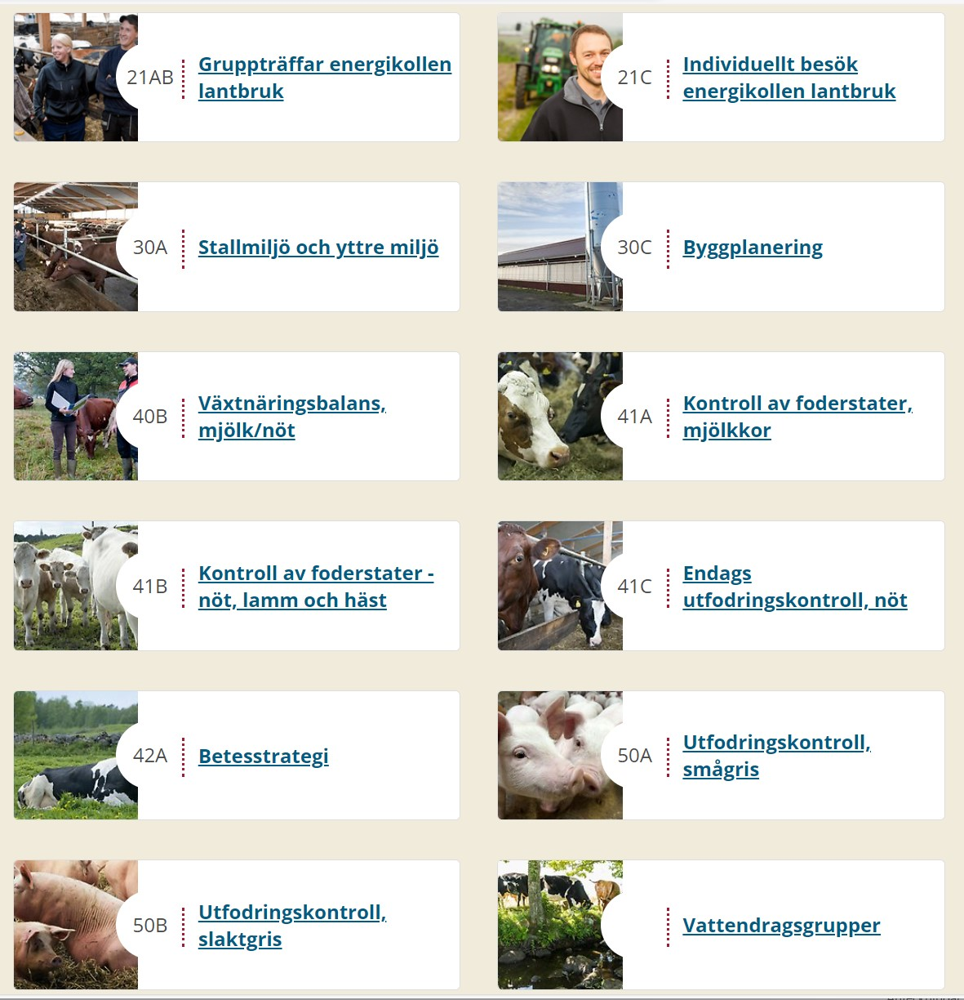 21AB
Gruppträffar energikollen
lantbruk
21C
Individuellt besök
energikollen lantbruk
30A
Stallmiljö och yttre miljö
30C
Byggplanering
40B
Växtnäringsbalans,
mjölk/nöt
41A
Kontroll av foderstater,
mjölkkor
41B
Kontroll av foderstater -
nöt, lamm och häst
41C
Endags
utfodringskontroll, nöt
42A
Betesstrategi
50A
Utfodringskontroll,
smågris
50B
Utfodringskontroll,
slaktgris
Vattendragsgrupper